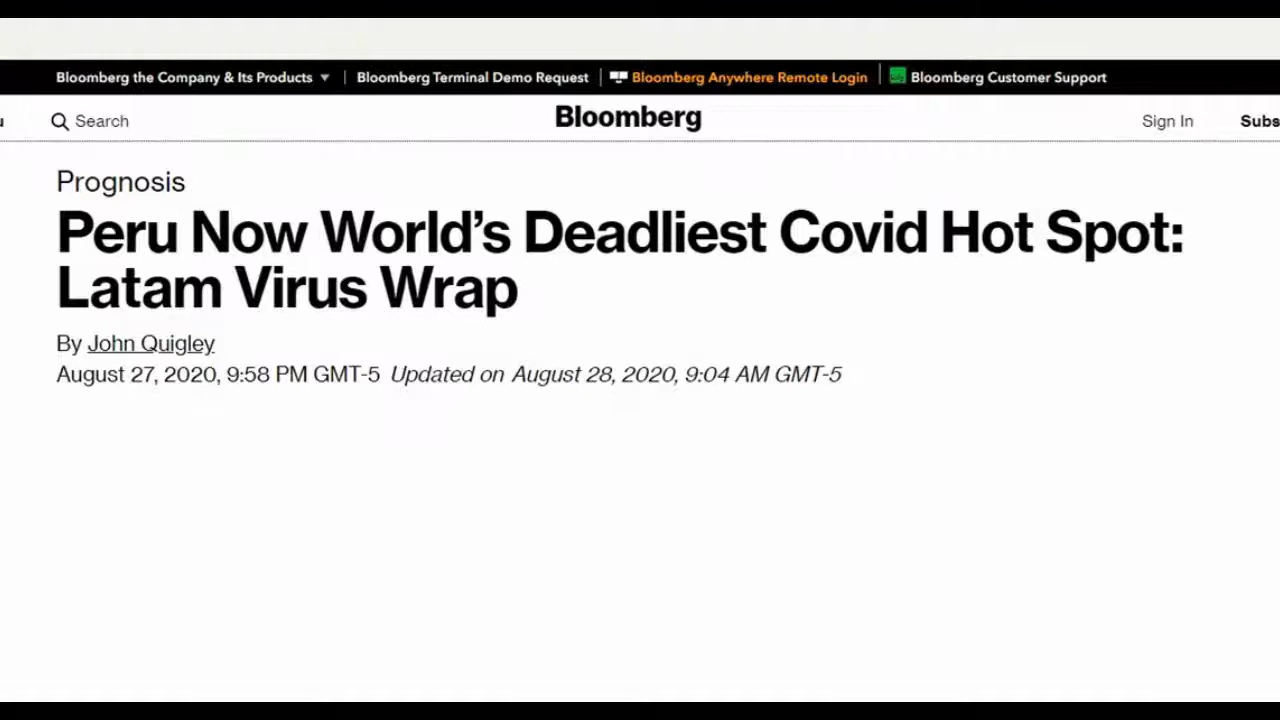 Bloomberg the Company & Its Products ▼ | Bloomberg Terminal Demo Request | Bloomberg Anywhere Remote Login | Bloomberg Customer Support
Search Bloomberg Sign In Subs
Prognosis
Peru Now World's Deadliest Covid Hot Spot:
Latam Virus Wrap
By John Quigley
August 27, 2020, 9:58 PM GMT-5 Updated on August 28, 2020, 9:04 AM GMT-5